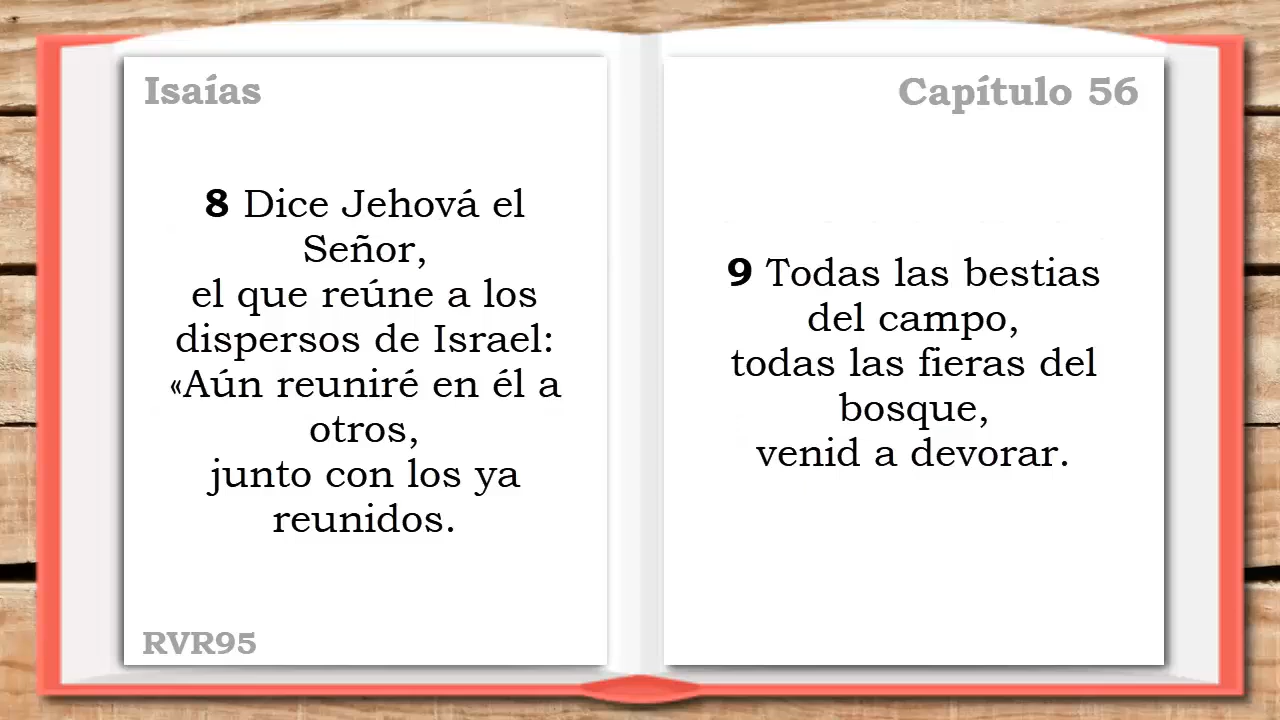 Isaías
8 Dice Jehová el
Señor,
el que reúne a los
dispersos de Israel:
«Aún reuniré en él a
otros,
junto con los ya
reunidos.
RVR95
Capítulo 56
9 Todas las bestias
del campo,
todas las fieras del
bosque,
venid a devorar.